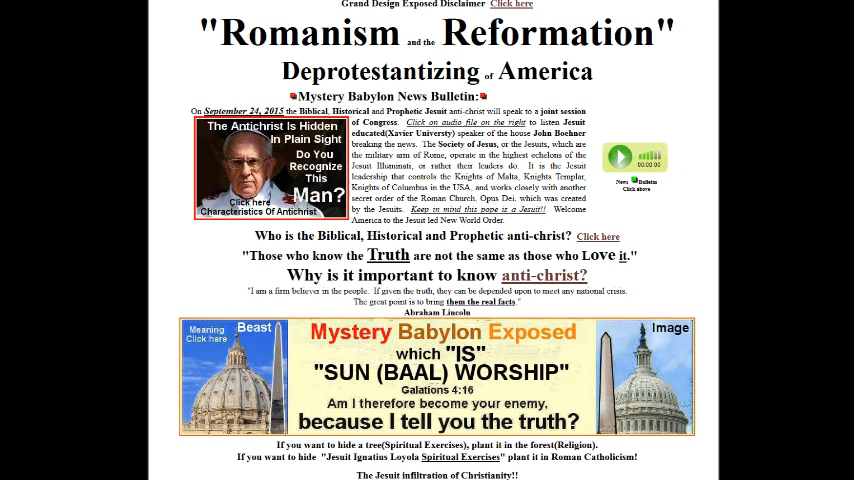 Grand Design Exposed Disclaimer Click here
"Romanism and the Reformation"
Deprotestantizing of America
Mystery Babylon News Bulletin:
On September 24, 2015 the Biblical, Historical and Prophetic Jesuit anti-christ will speak to a joint session
of Congress. Click on audio file on the right to listen Jesuit
educated(Xavier Universty) speaker of the house John Boehner
breaking the news. The Society of Jesus, or the Jesuits, which are
the military arm of Rome, operate in the highest echelons of the
Jesuit Illuminati, or rather their leaders do. It is the Jesuit
leadership that controls the Knights of Malta, Knights Templar,
Knights of Columbus in the USA, and works closely with another
secret order of the Roman Church, Opus Dei, which was created
by the Jesuits. Keep in mind this pope is a Jesuit!! Welcome
America to the Jesuit led New World Order.
The Antichrist Is Hidden
In Plain Sight
Do You
Recognize
This
Man?
Click here
Characteristics Of Antichrist
00:00:00
News Bulletin
Click above
Who is the Biblical, Historical and Prophetic anti-christ? Click here
"Those who know the Truth are not the same as those who Love it."
Why is it important to know anti-christ?
"I am a firm believer in the people. If given the truth, they can be depended upon to meet any national crisis.
The great point is to bring them the real facts."
Abraham Lincoln
Meaning
Click here
Beast
Mystery Babylon Exposed
which "IS"
"SUN (BAAL) WORSHIP"
Galations 4:16
Am I therefore become your enemy,
because I tell you the truth?
Image
If you want to hide a tree(Spiritual Exercises), plant it in the forest(Religion).
If you want to hide "Jesuit Ignatius Loyola Spiritual Exercises" plant it in Roman Catholicism!
The Jesuit infiltration of Christianity!!